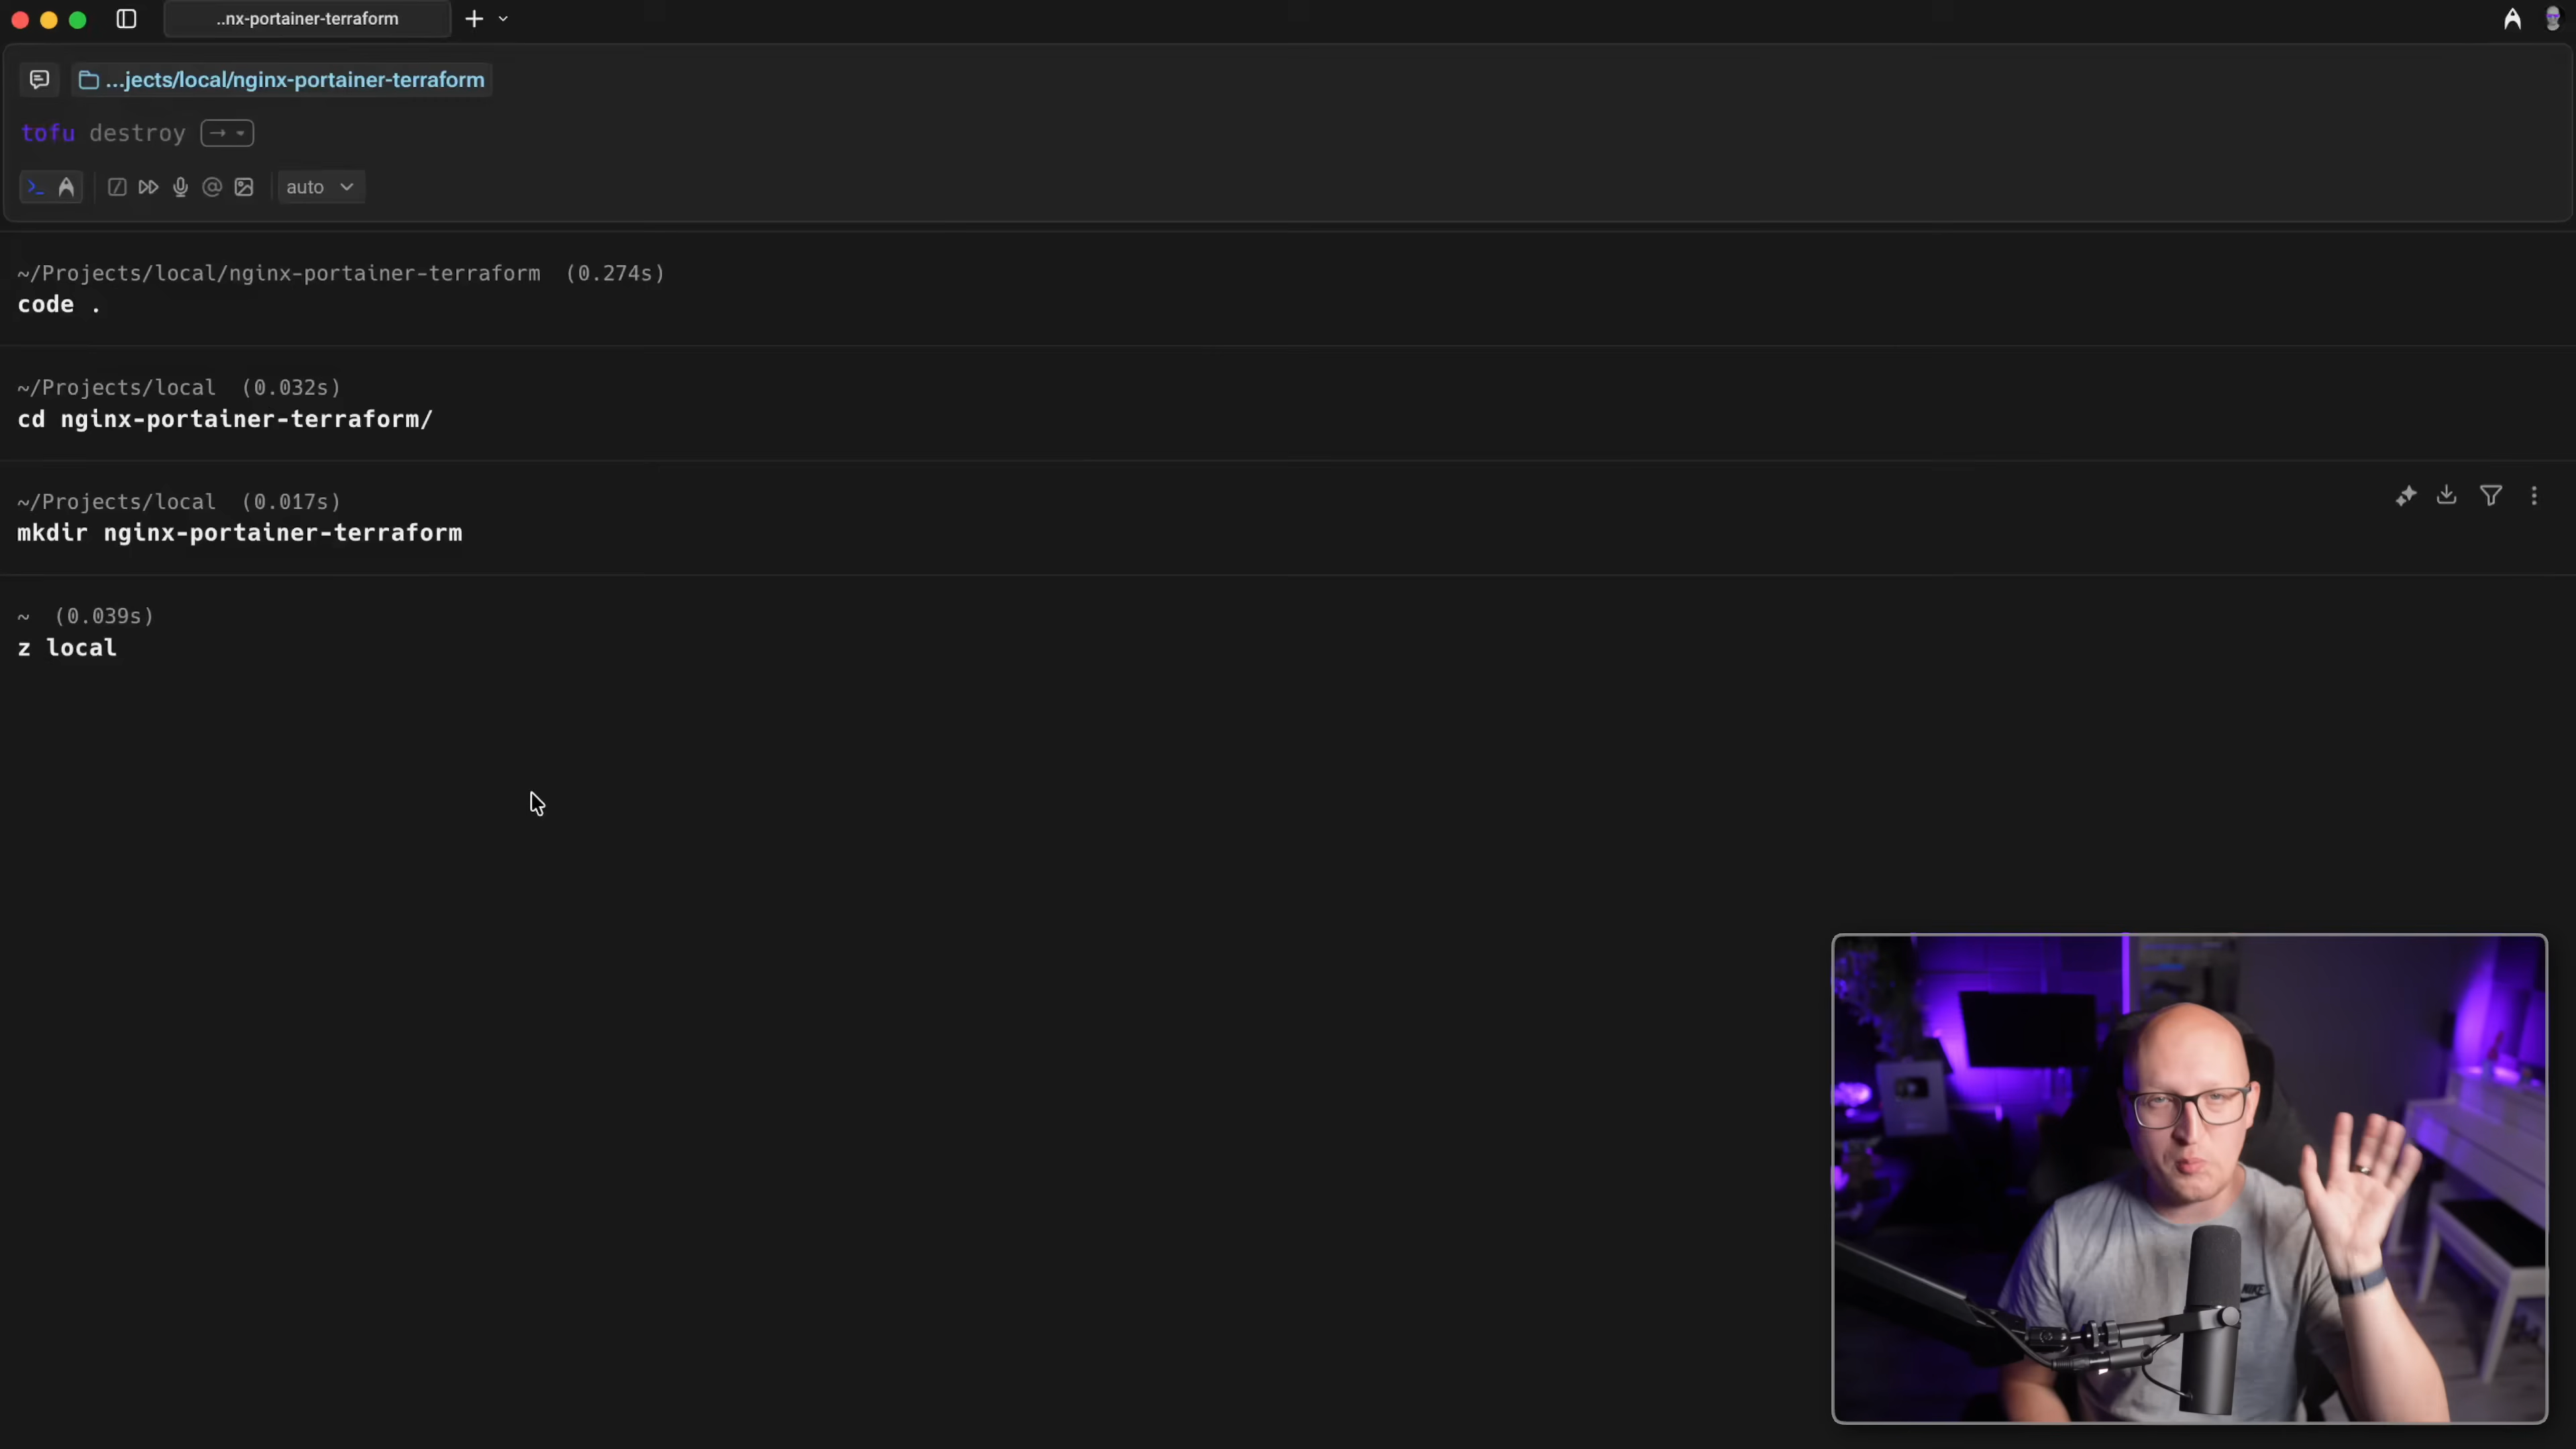 ..nx-portainer-terraform
...jects/local/nginx-portainer-terraform
tofu destroy
auto
~/Projects/local/nginx-portainer-terraform (0.274s)
code .
~/Projects/local (0.032s)
cd nginx-portainer-terraform/
~/Projects/local (0.017s)
mkdir nginx-portainer-terraform
~ (0.039s)
z local